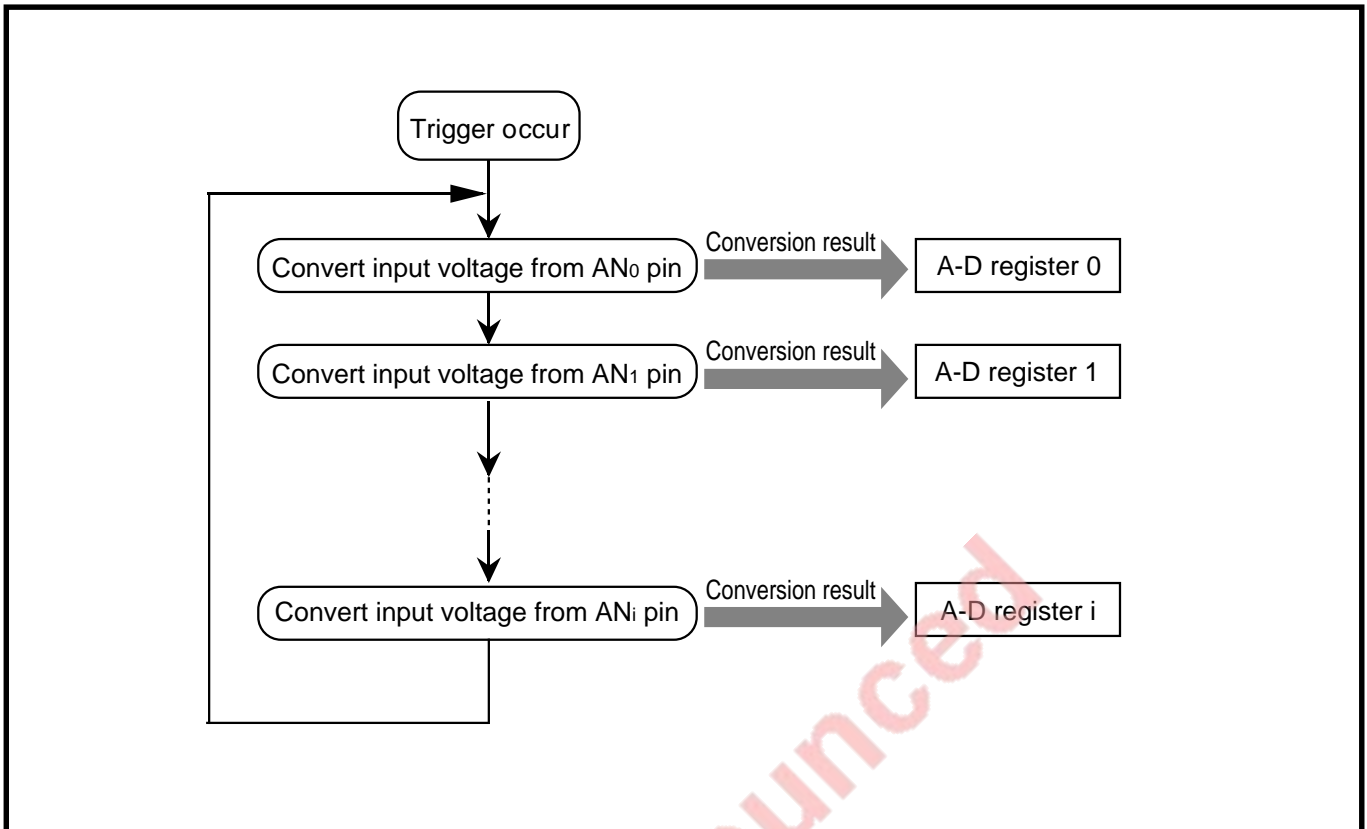 Trigger occur
Convert input voltage from AN0 pin
Conversion result
A-D register 0
Convert input voltage from AN1 pin
Conversion result
A-D register 1
Convert input voltage from ANi pin
Conversion result
A-D register i